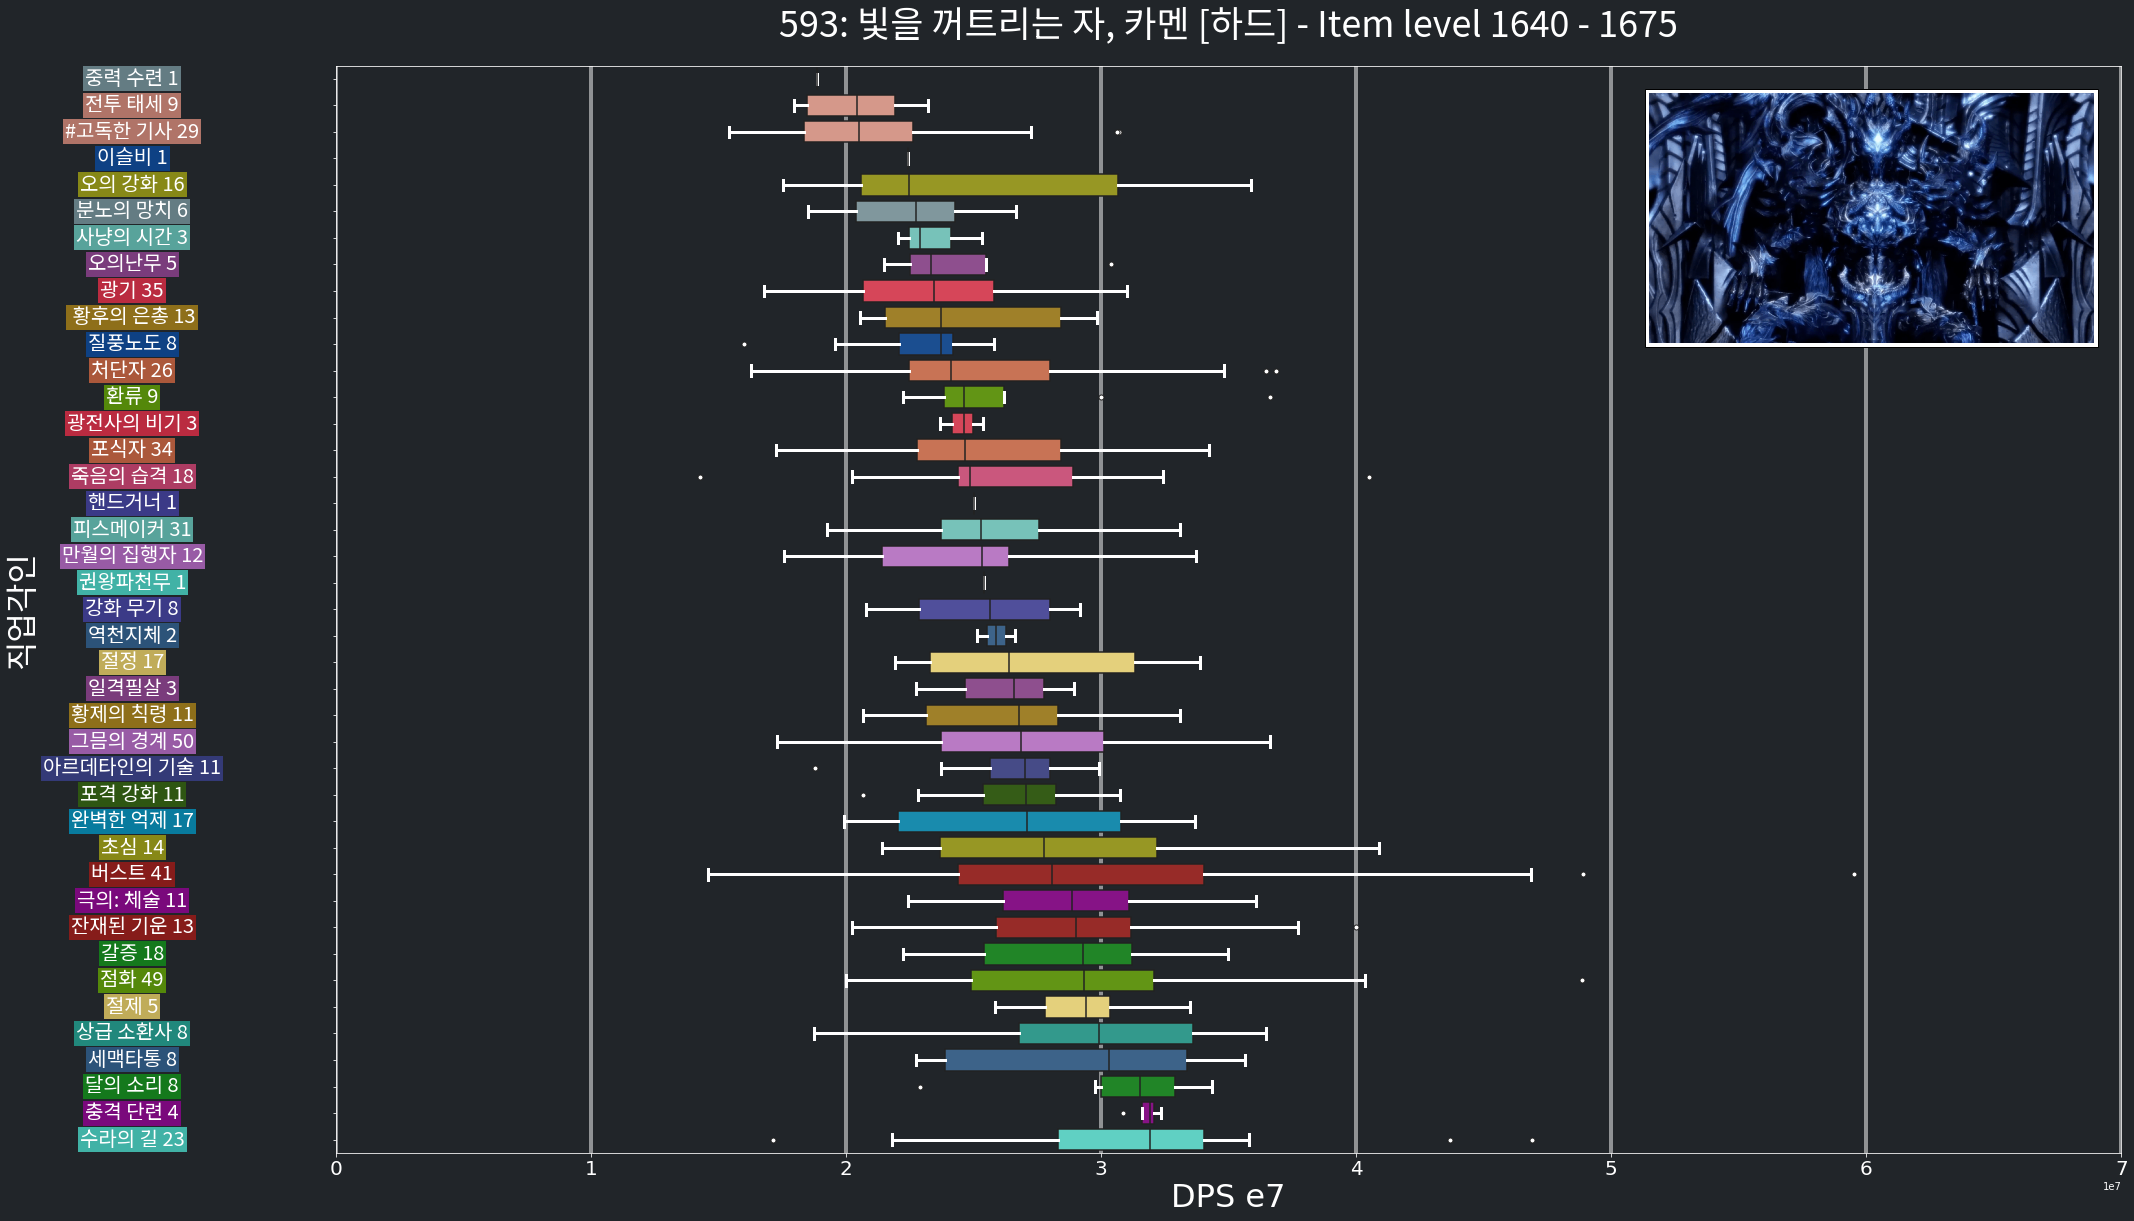 593: 빛을 꺼트리는 자, 카멘 [하드] - Item level 1640 - 1675
직업각인
중력 수련 1
전투 태세 9
#고독한 기사 29
이슬비 1
오의 강화 16
분노의 망치 6
사냥의 시간 3
오의난무 5
광기 35
황후의 은총 13
질풍노도 8
처단자 26
환류 9
광전사의 비기 3
포식자 34
죽음의 습격 18
핸드거너 1
피스메이커 31
만월의 집행자 12
권왕파천무 1
강화 무기 8
역천지체 2
절정 17
일격필살 3
황제의 칙령 11
그믐의 경계 50
아르데타인의 기술 11
포격 강화 11
완벽한 억제 17
초심 14
버스트 41
극의: 체술 11
잔재된 기운 13
갈증 18
점화 49
절제 5
상급 소환사 8
세맥타통 8
달의 소리 8
충격 단련 4
수라의 길 23
0 1 2 3 4 5 6 7
1e7
DPS e7